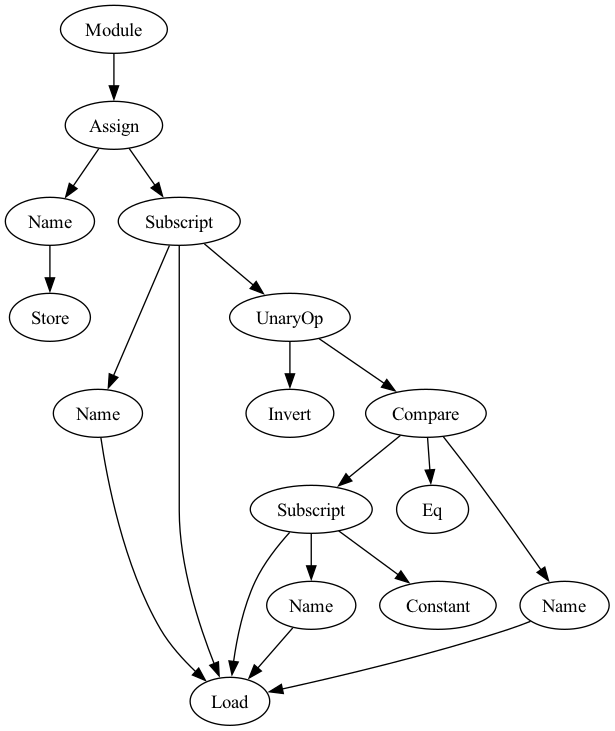 Module
Assign
Name
Subscript
Store
UnaryOp
Name
Invert
Compare
Subscript
Eq
Name
Constant
Name
Load